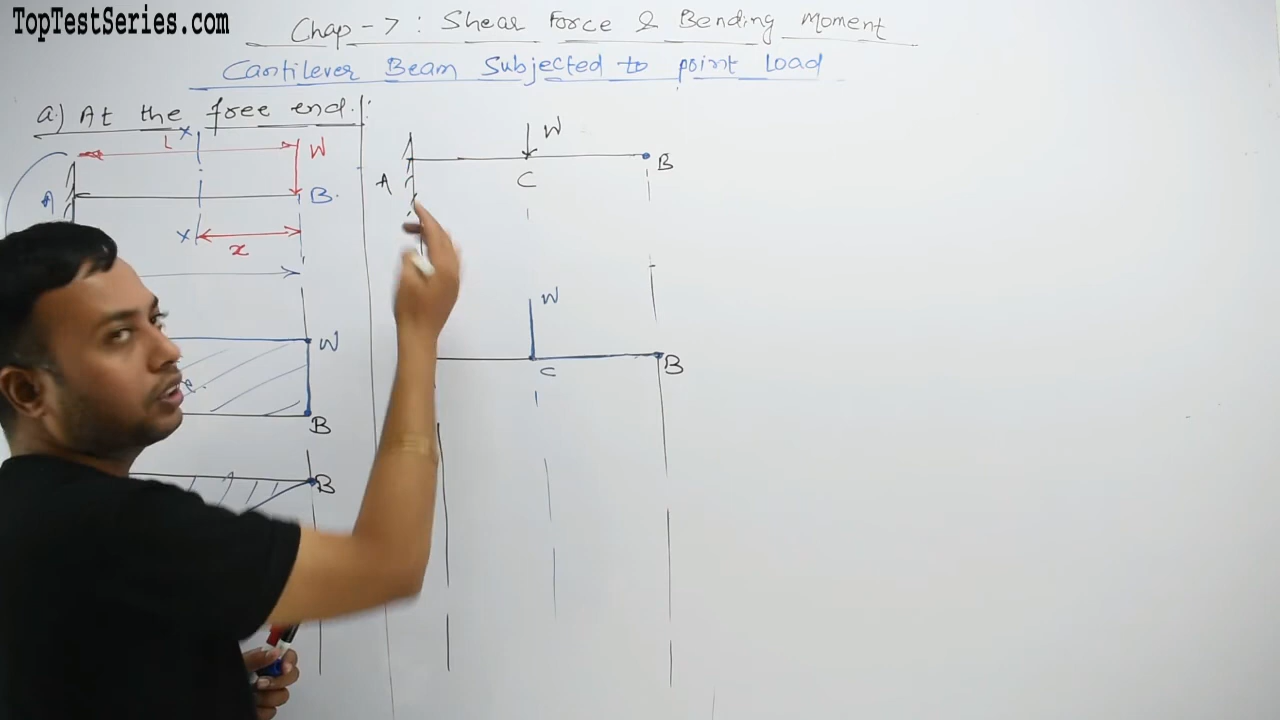 TopTestSeries.com
Chap-7: Shear Force & Bending Moment
Cantilever Beam Subjected to point Load
a.) At the free end.:
x
L
W
A
B.
x
x
W
B
B
W
A
C
B
W
C
B